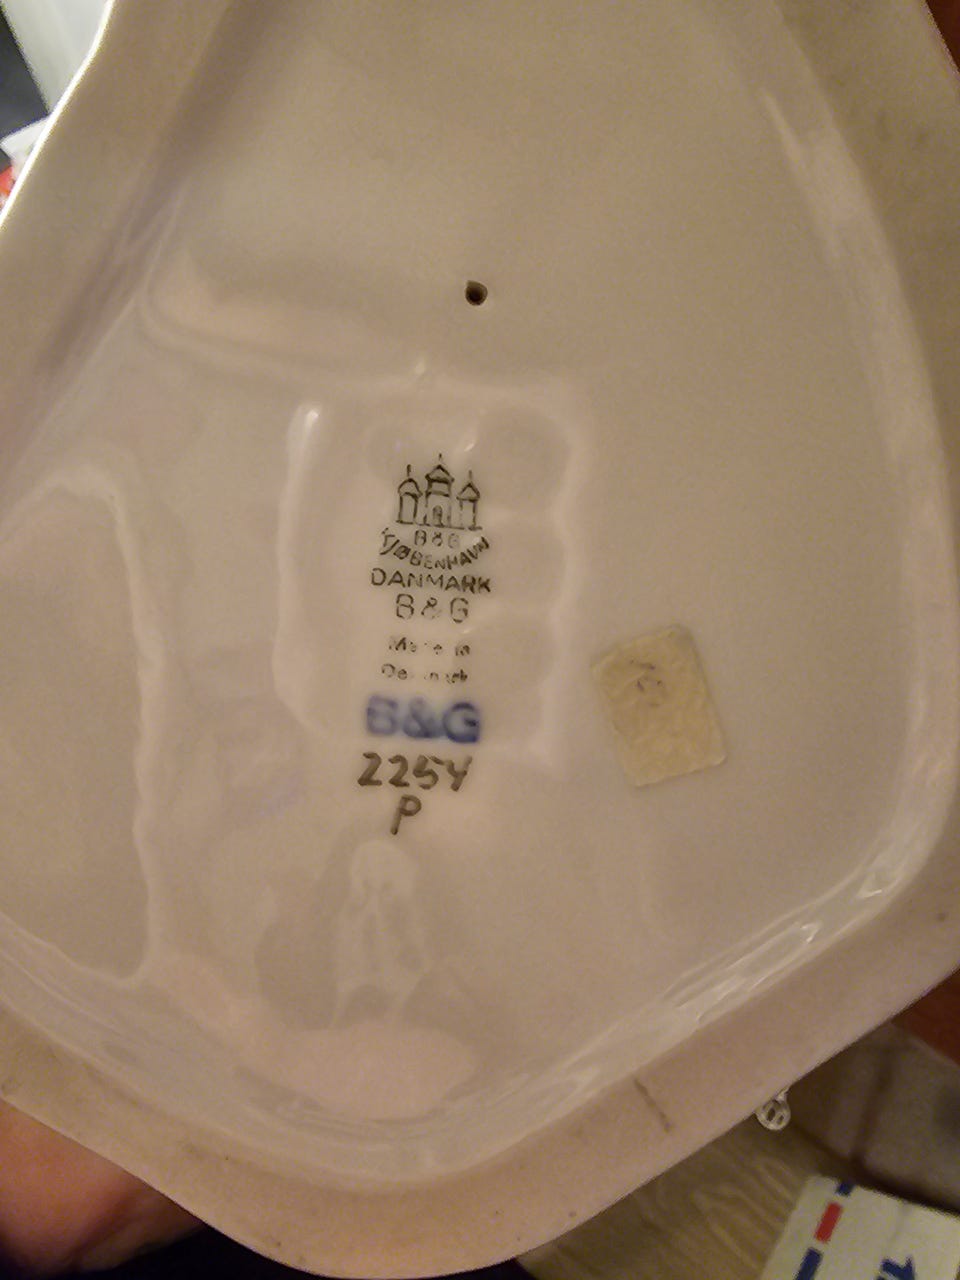 B&G
KJØBENHAVN
DANMARK
B&G
Made in
Denmark
B&G
2254
P